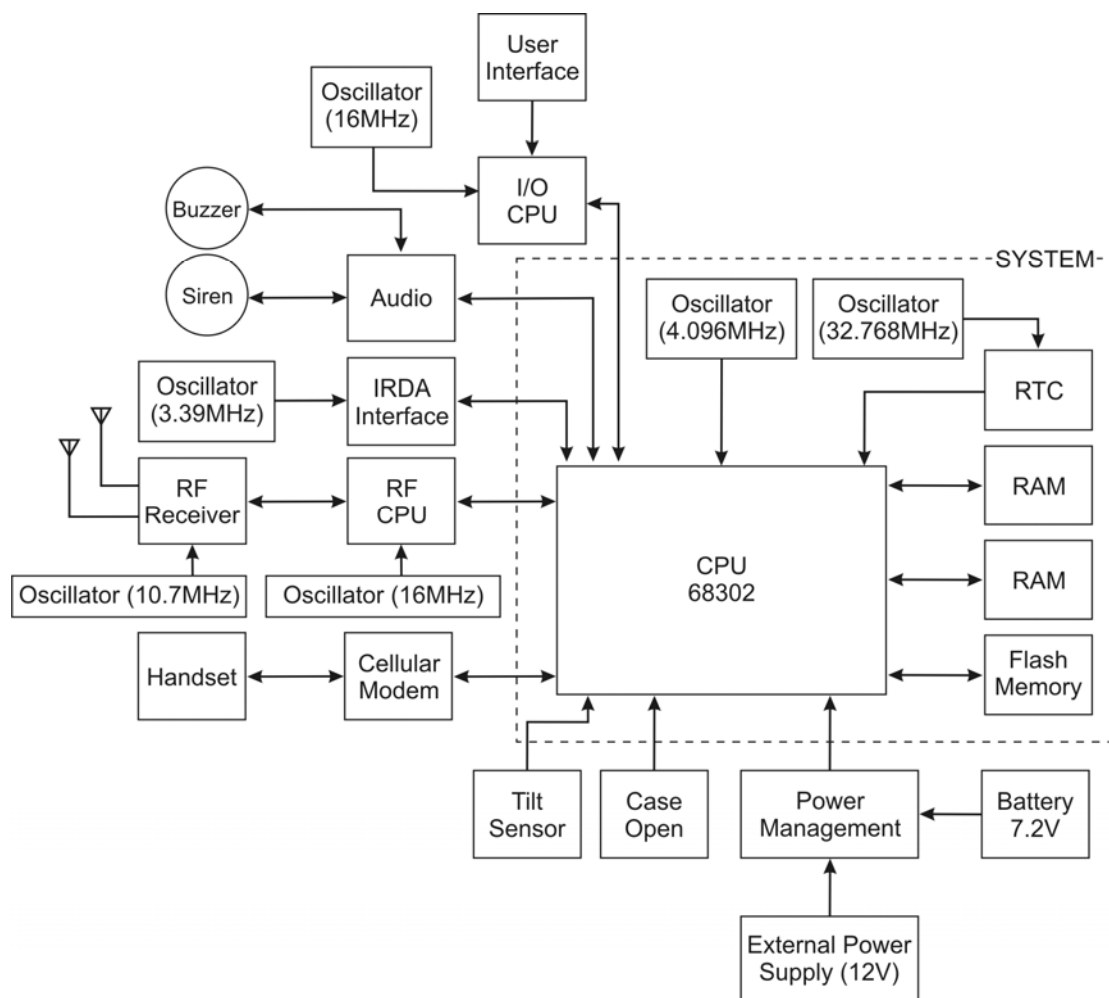 User
Interface
Oscillator
(16MHz)
I/O
CPU
Buzzer
SYSTEM
Siren
Audio
Oscillator
(4.096MHz)
Oscillator
(32.768MHz)
Oscillator
(3.39MHz)
IRDA
Interface
RTC
RF
Receiver
RF
CPU
RAM
CPU
68302
RAM
Oscillator (10.7MHz)
Oscillator (16MHz)
Handset
Cellular
Modem
Flash
Memory
Tilt
Sensor
Case
Open
Power
Management
Battery
7.2V
External Power
Supply (12V)